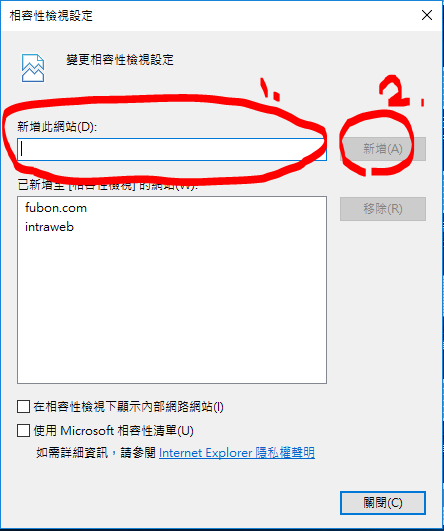 相容性檢視設定
變更相容性檢視設定
1.
2.
新增此網站(D):
新增(A)
已新增至 [相容性檢視] 的網站(W):
fubon.com
移除(R)
intraweb
在相容性檢視下顯示內部網路網站(I)
使用 Microsoft 相容性清單(U)
如需詳細資訊，請參閱 Internet Explorer 隱私權聲明
關閉(C)